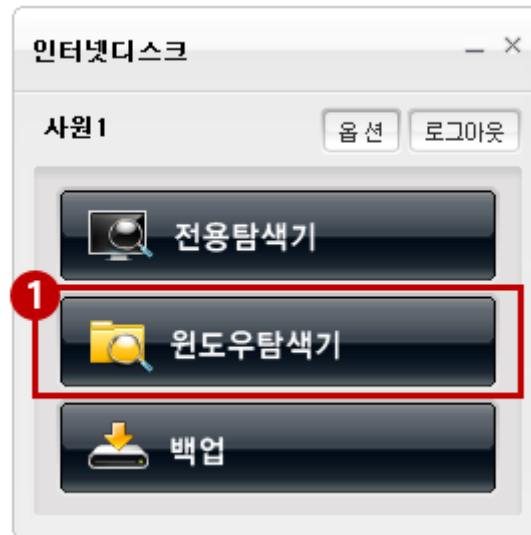 인터넷디스크
사원1 옵션 로그아웃
전용탐색기
1
윈도우탐색기
백업